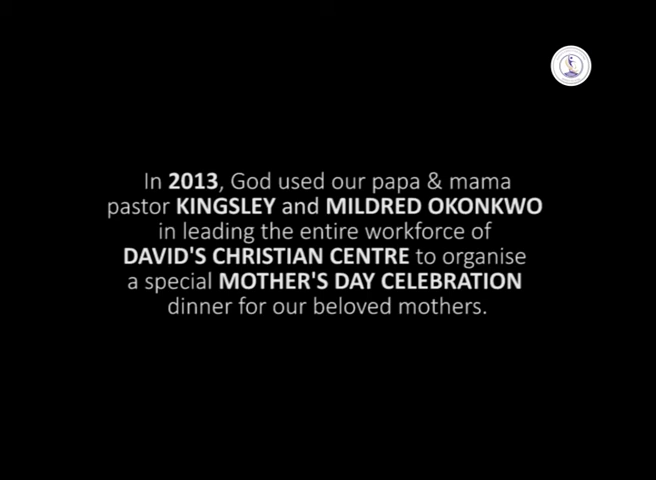 In 2013, God used our papa & mama
pastor KINGSLEY and MILDRED OKONKWO
in leading the entire workforce of
DAVID'S CHRISTIAN CENTRE to organise
a special MOTHER'S DAY CELEBRATION
dinner for our beloved mothers.